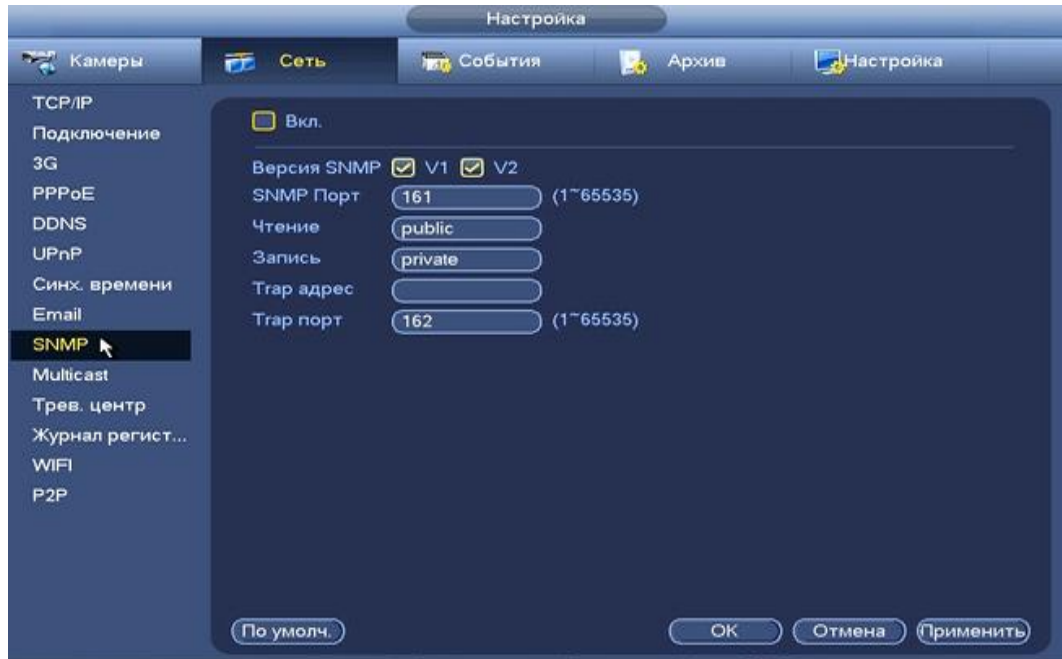 Настройка
Камеры Сеть События Архив Настройка
TCP/IP
Подключение
3G
PPPoE
DDNS
UPnP
Синх. времени
Email
SNMP
Multicast
Трев. центр
Журнал регист...
WIFI
P2P
Вкл.
Версия SNMP V1 V2
SNMP Порт 161 (1~65535)
Чтение public
Запись private
Trap адрес
Trap порт 162 (1~65535)
По умолч. OK Отмена Применить